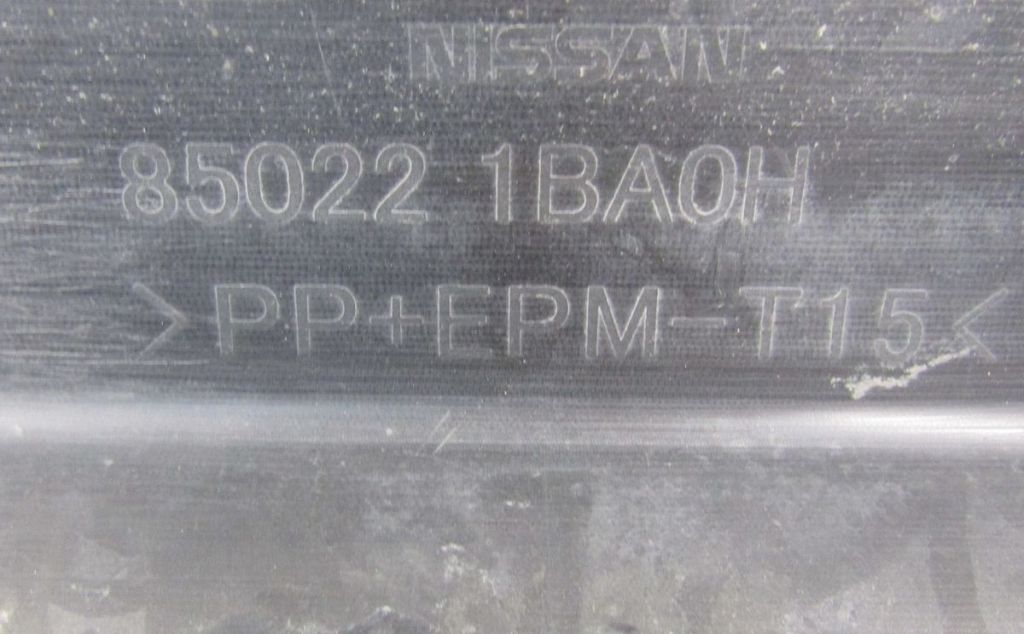 NISSAN
85022 1BA0H
>PP+EPM-T15<